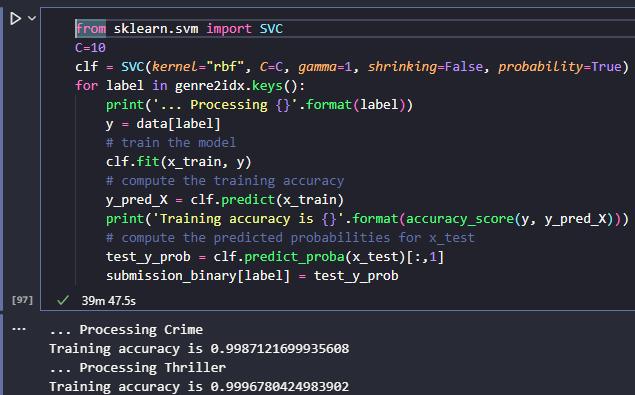 from sklearn.svm import SVC
C=10
clf = SVC(kernel="rbf", C=C, gamma=1, shrinking=False, probability=True)
for label in genre2idx.keys():
    print('... Processing {}'.format(label))
    y = data[label]
    # train the model
    clf.fit(x_train, y)
    # compute the training accuracy
    y_pred_X = clf.predict(x_train)
    print('Training accuracy is {}'.format(accuracy_score(y, y_pred_X)))
    # compute the predicted probabilities for x_test
    test_y_prob = clf.predict_proba(x_test)[:,1]
    submission_binary[label] = test_y_prob
[97] ✓ 39m 47.5s
... ... Processing Crime
Training accuracy is 0.9987121699935608
... Processing Thriller
Training accuracy is 0.9996780424983902